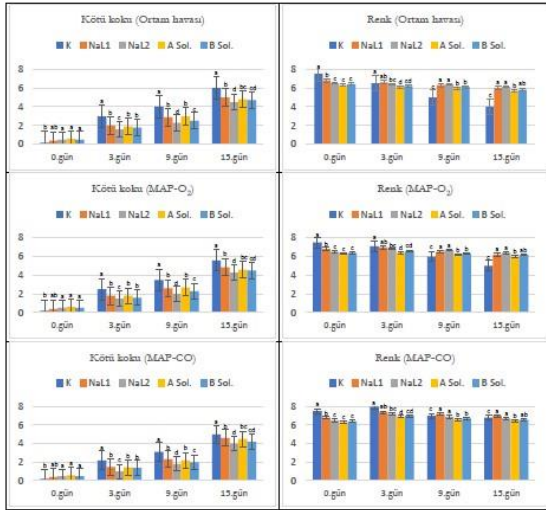 Kötü koku (Ortam havası)
K NaL1 NaL2 A Sol. B Sol.
8
6
4
2
0
b ab a a a
a b c b b
a b d b c
a b d bc cd
0.gün 3.gün 9.gün 15.gün
Renk (Ortam havası)
K NaL1 NaL2 A Sol. B Sol.
8
6
4
2
0
0.gün 3.gün 9.gün 15.gün
Kötü koku (MAP-O₂)
K NaL1 NaL2 A Sol. B Sol.
8
6
4
2
0
b ab a a a
a b c b b
a b d b c
a b d bc cd
0.gün 3.gün 9.gün 15.gün
Renk (MAP-O₂)
K NaL1 NaL2 A Sol. B Sol.
8
6
4
2
0
0.gün 3.gün 9.gün 15.gün
Kötü koku (MAP-CO)
K NaL1 NaL2 A Sol. B Sol.
8
6
4
2
0
0.gün 3.gün 9.gün 15.gün
Renk (MAP-CO)
K NaL1 NaL2 A Sol. B Sol.
8
6
4
2
0
0.gün 3.gün 9.gün 15.gün